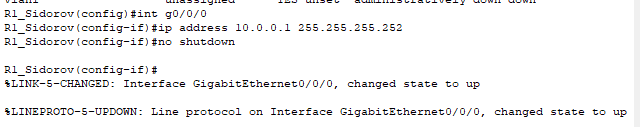 R1_Sidorov(config)#int g0/0/0
R1_Sidorov(config-if)#ip address 10.0.0.1 255.255.255.252
R1_Sidorov(config-if)#no shutdown
R1_Sidorov(config-if)#
%LINK-5-CHANGED: Interface GigabitEthernet0/0/0, changed state to up
%LINEPROTO-5-UPDOWN: Line protocol on Interface GigabitEthernet0/0/0, changed state to up